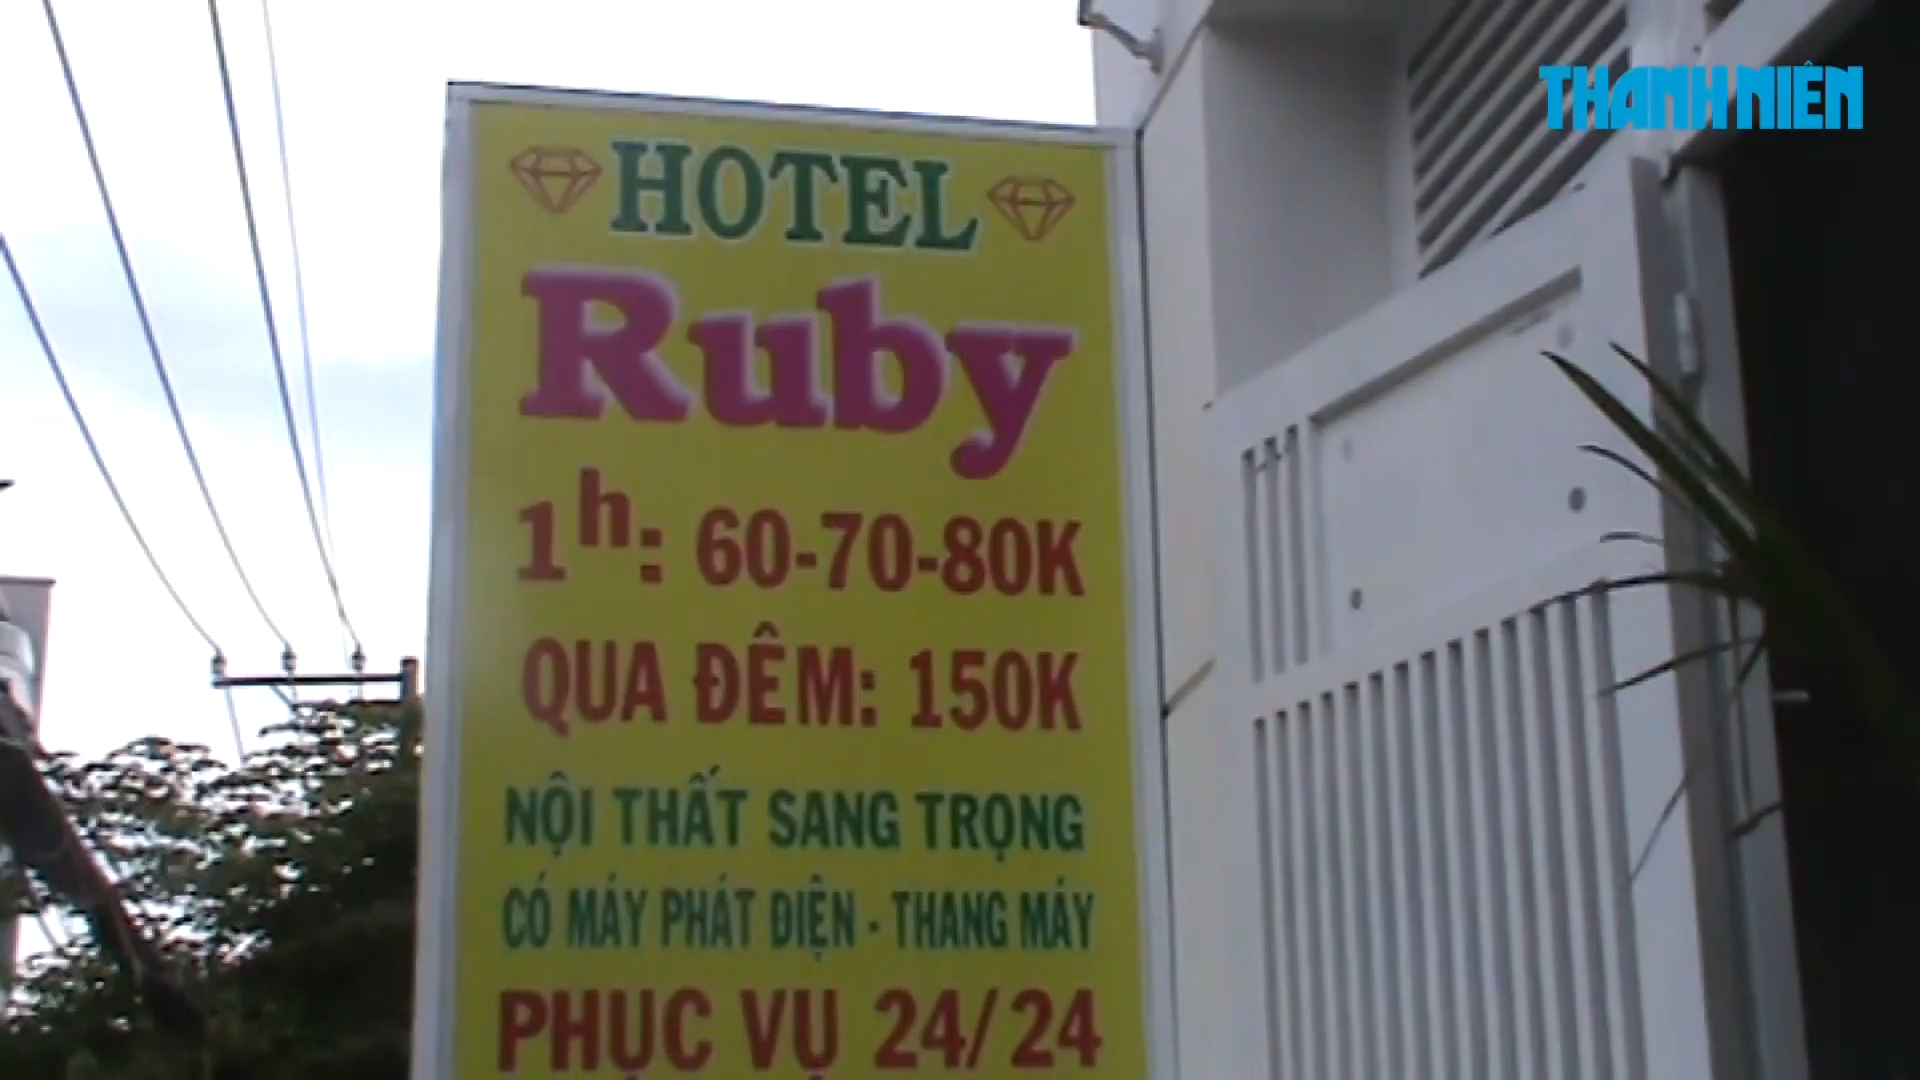 THANH NIÊN
HOTEL
Ruby
1h: 60-70-80K
QUA ĐÊM: 150K
NỘI THẤT SANG TRỌNG
CÓ MÁY PHÁT ĐIỆN - THANG MÁY
PHỤC VỤ 24/24